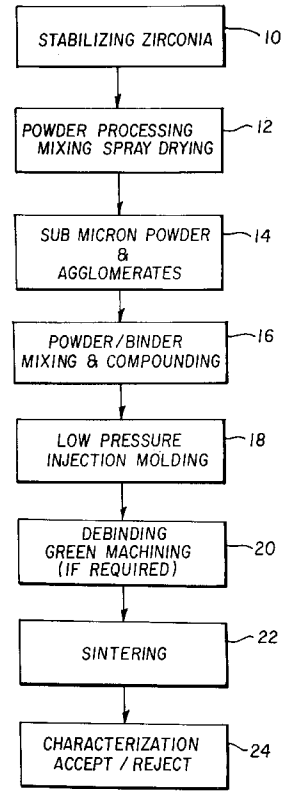 STABILIZING ZIRCONIA
10
POWDER PROCESSING
MIXING SPRAY DRYING
12
SUB MICRON POWDER
&
AGGLOMERATES
14
POWDER/BINDER
MIXING & COMPOUNDING
16
LOW PRESSURE
INJECTION MOLDING
18
DEBINDING
GREEN MACHINING
(IF REQUIRED)
20
SINTERING
22
CHARACTERIZATION
ACCEPT / REJECT
24